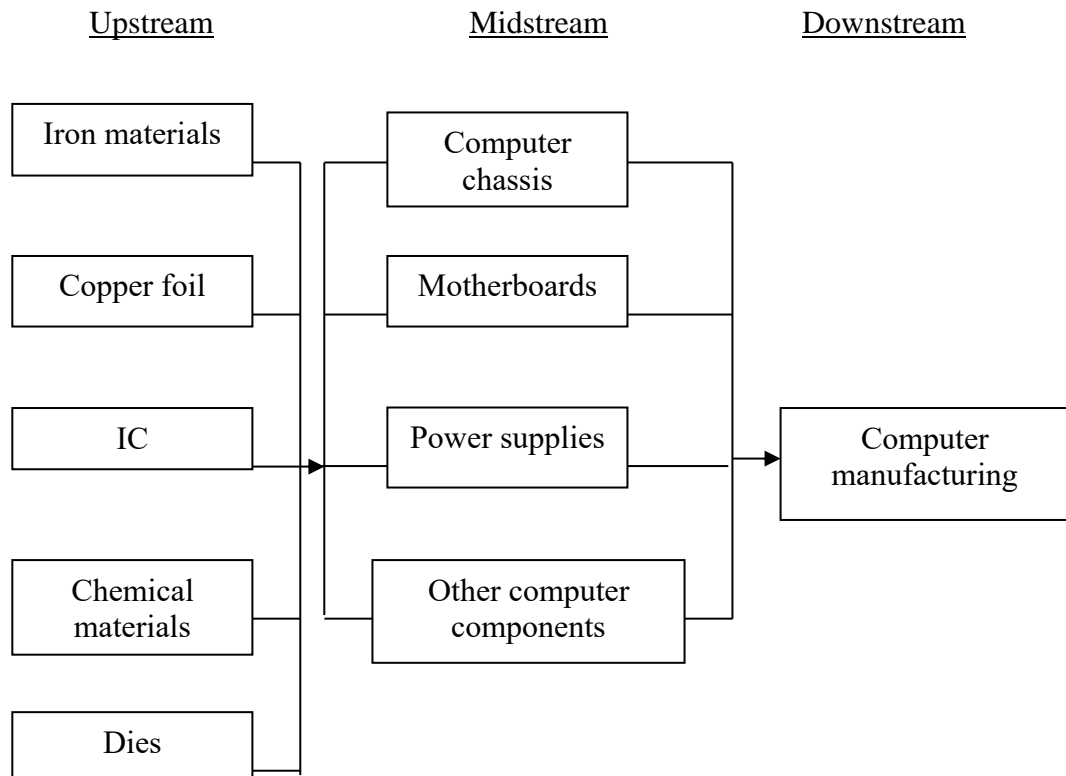 Upstream
Midstream
Downstream
Iron materials
Copper foil
IC
Chemical
materials
Dies
Computer
chassis
Motherboards
Power supplies
Other computer
components
Computer
manufacturing